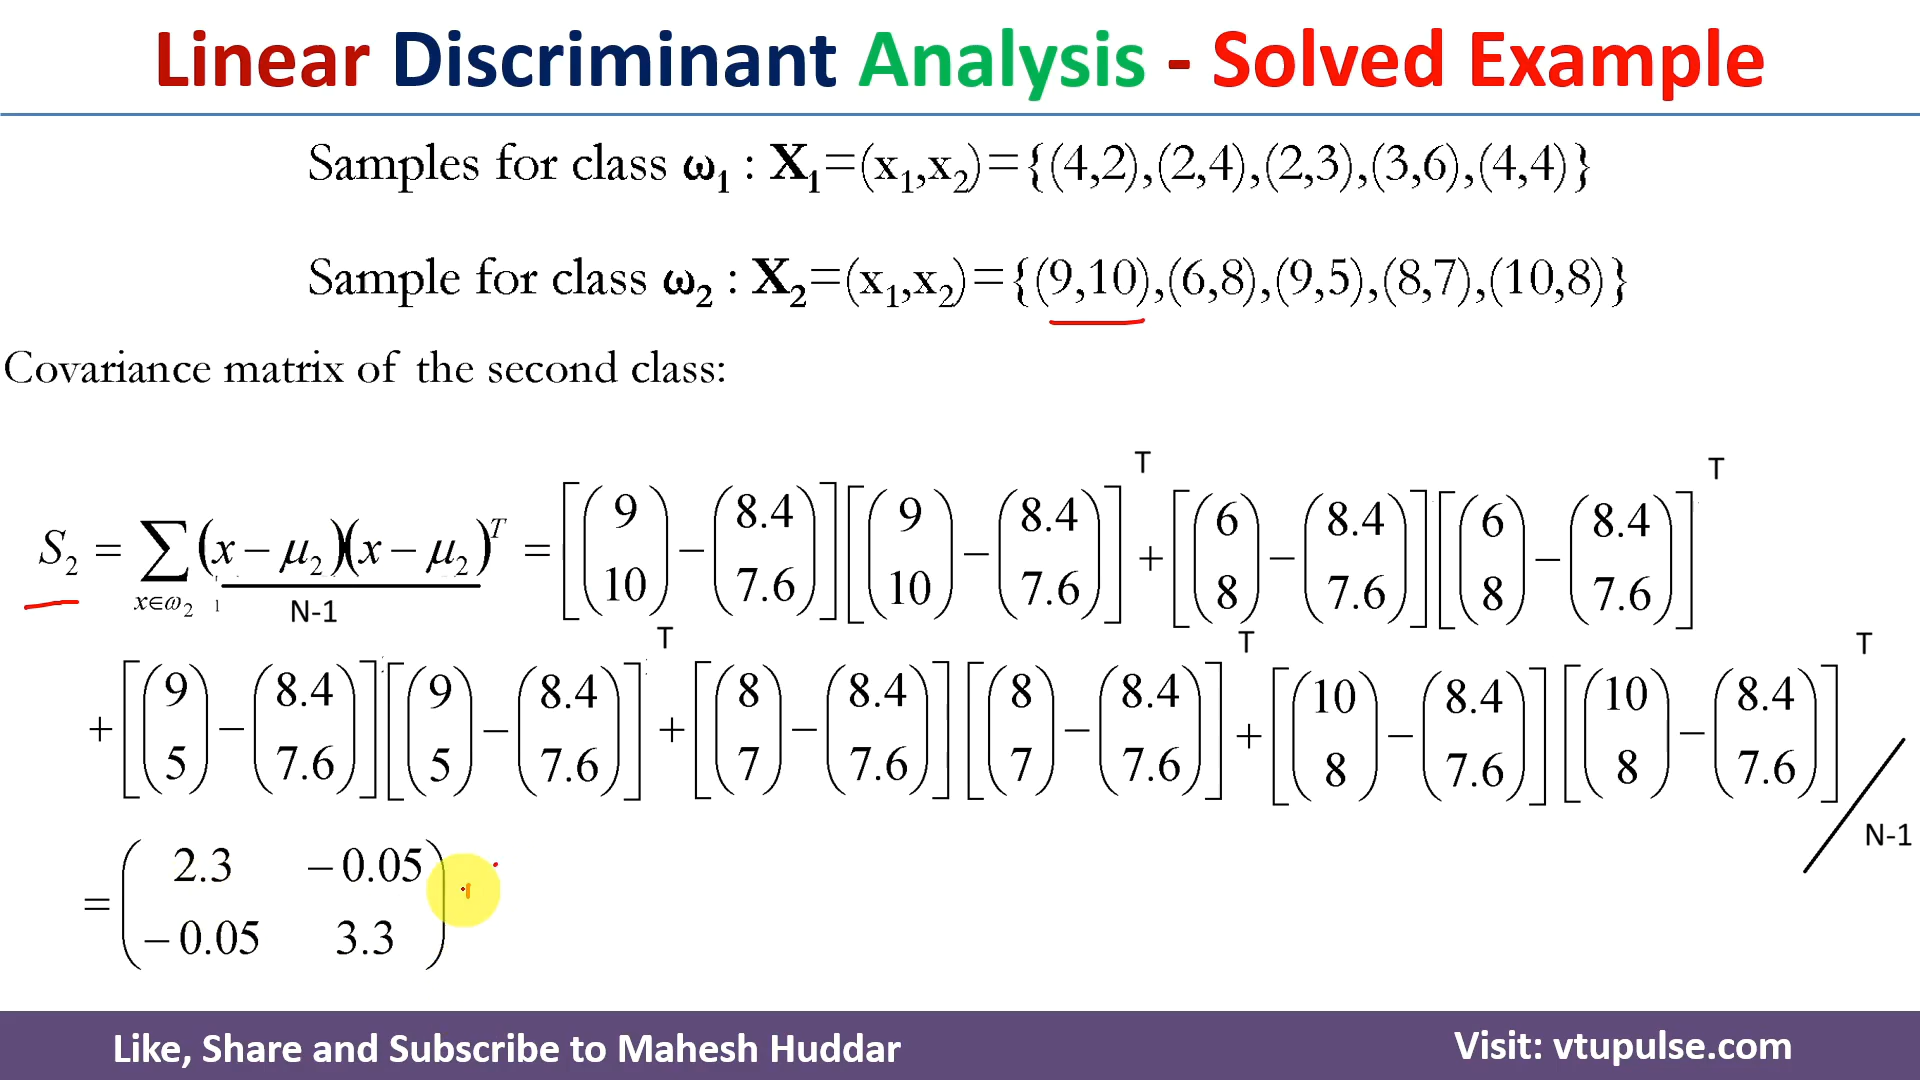 Linear Discriminant Analysis - Solved Example
Samples for class ω₁ : X₁=(x₁,x₂)={(4,2),(2,4),(2,3),(3,6),(4,4)}
Sample for class ω₂ : X₂=(x₁,x₂)={(9,10),(6,8),(9,5),(8,7),(10,8)}
Covariance matrix of the second class:
S₂ = ∑ x∈ω₂ (x − μ₂)(x − μ₂)ᵀ / N-1 = [(9 10) − (8.4 7.6)] [(9 10) − (8.4 7.6)] T + [(6 8) − (8.4 7.6)] [(6 8) − (8.4 7.6)] T
+ [(9 5) − (8.4 7.6)] [(9 5) − (8.4 7.6)] T + [(8 7) − (8.4 7.6)] [(8 7) − (8.4 7.6)] T + [(10 8) − (8.4 7.6)] [(10 8) − (8.4 7.6)] T / N-1
= ( 2.3 −0.05
−0.05 3.3 )
Like, Share and Subscribe to Mahesh Huddar
Visit: vtupulse.com